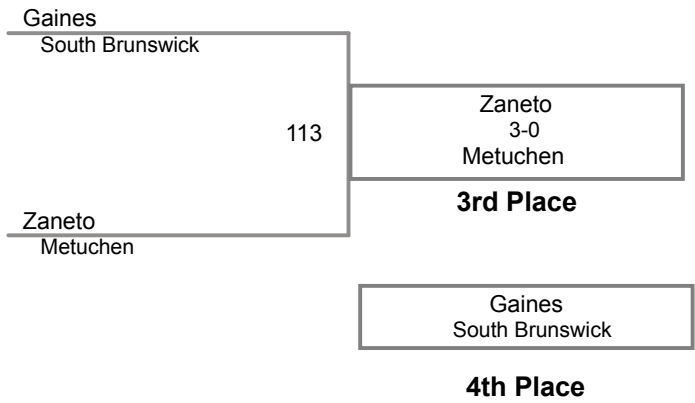 Gaines
South Brunswick
113
Zaneto
3-0
Metuchen
3rd Place
Zaneto
Metuchen
Gaines
South Brunswick
4th Place